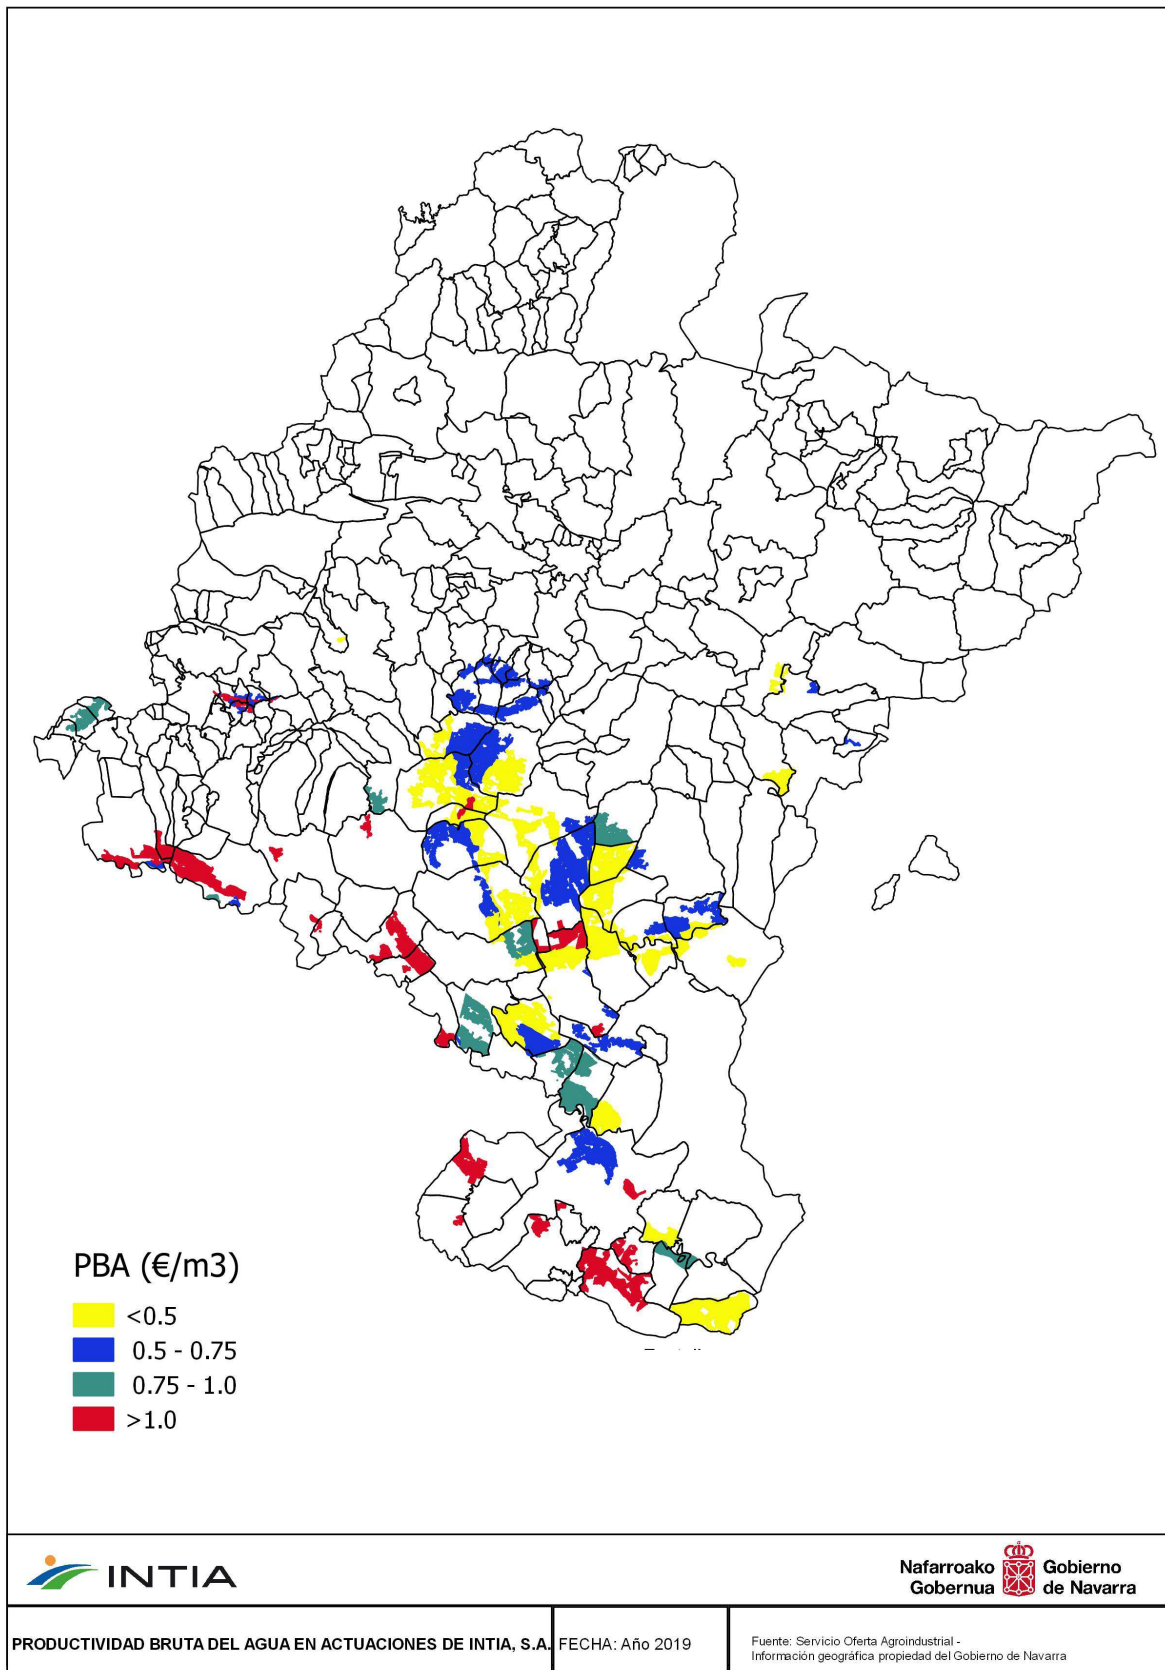 PBA (€/m3)
<0.5
0.5 - 0.75
0.75 - 1.0
>1.0
INTIA
Nafarroako
Gobernua
Gobierno
de Navarra
PRODUCTIVIDAD BRUTA DEL AGUA EN ACTUACIONES DE INTIA, S.A.
FECHA: Año 2019
Fuente: Servicio Oferta Agroindustrial -
Información geográfica propiedad del Gobierno de Navarra